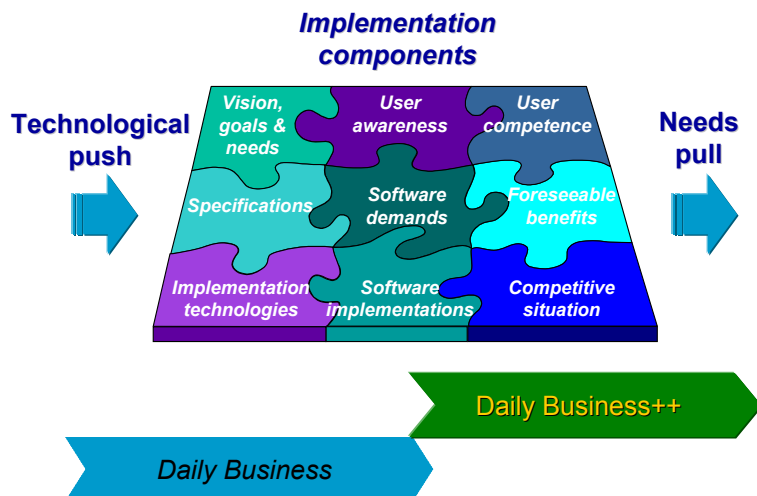 Implementation
components
Technological
push
Needs
pull
Vision,
goals &
needs
User
awareness
User
competence
Specifications
Software
demands
Foreseeable
benefits
Implementation
technologies
Software
implementations
Competitive
situation
Daily Business++
Daily Business